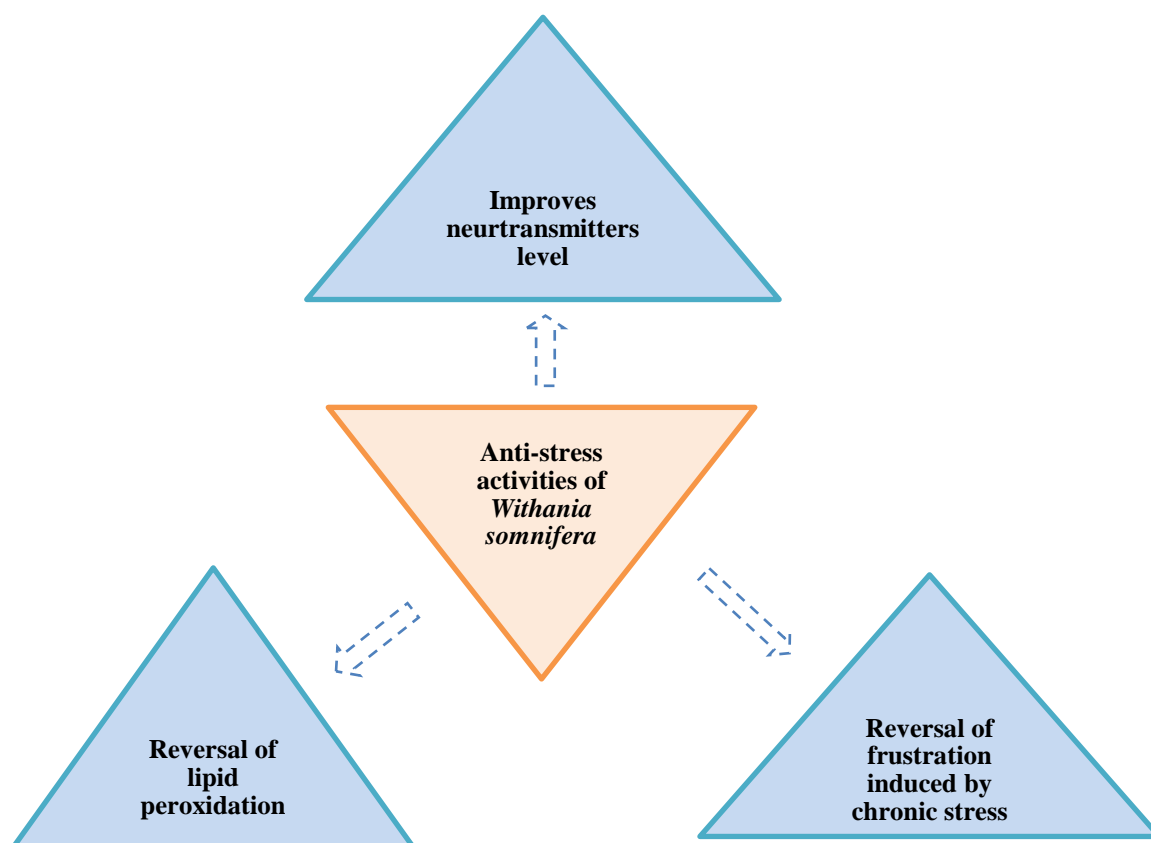 Improves
neurtransmitters
level
Anti-stress
activities of
Withania
somnifera
Reversal of
lipid
peroxidation
Reversal of
frustration
induced by
chronic stress